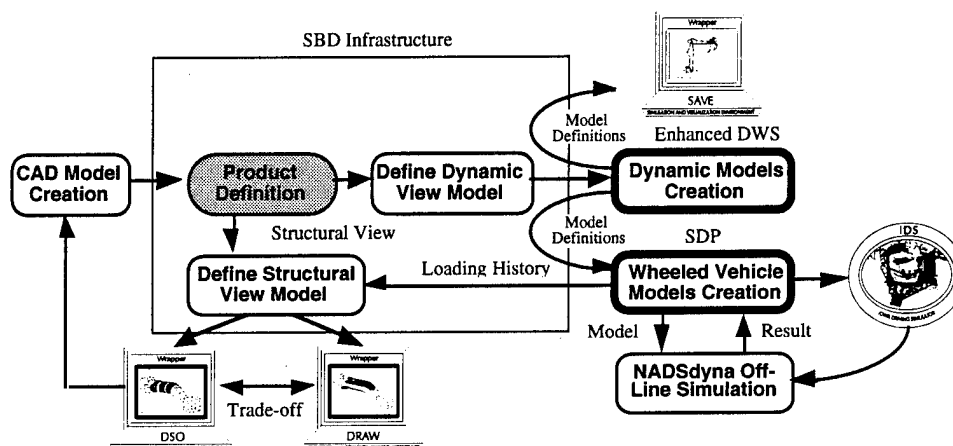 SBD Infrastructure
Wrapper
SAVE
SIMULATION AND VISUALIZATION ENVIRONMENT
Model
Definitions
Enhanced DWS
CAD Model
Creation
Product
Definition
Define Dynamic
View Model
Dynamic Models
Creation
Structural View
Model
Definitions
SDP
IDS
Define Structural
View Model
Loading History
Wheeled Vehicle
Models Creation
Model
Result
Wrapper
Wrapper
NADSdyna Off-
Line Simulation
Trade-off
DSO
DRAW